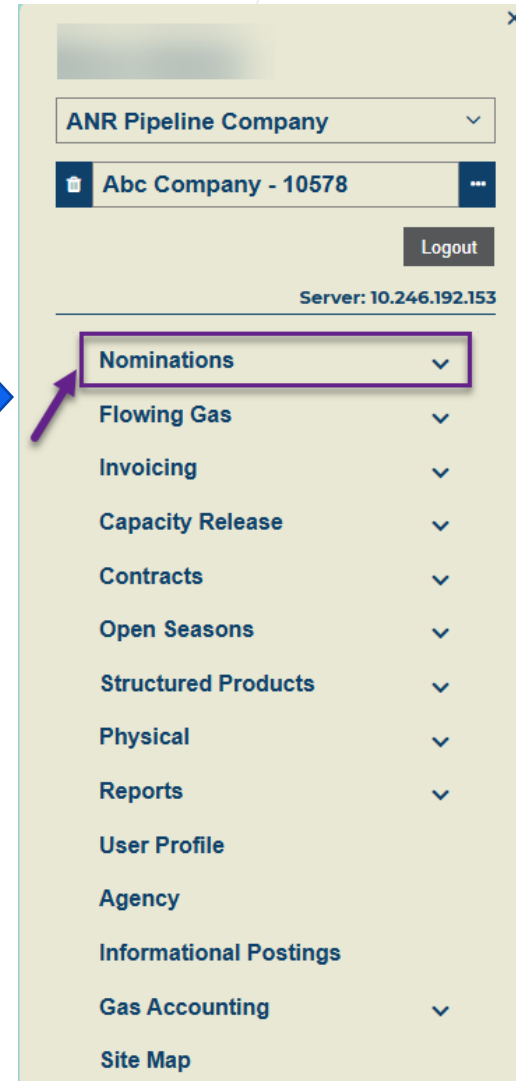 ANR Pipeline Company
Abc Company - 10578
Logout
Server: 10.246.192.153
Nominations
Flowing Gas
Invoicing
Capacity Release
Contracts
Open Seasons
Structured Products
Physical
Reports
User Profile
Agency
Informational Postings
Gas Accounting
Site Map